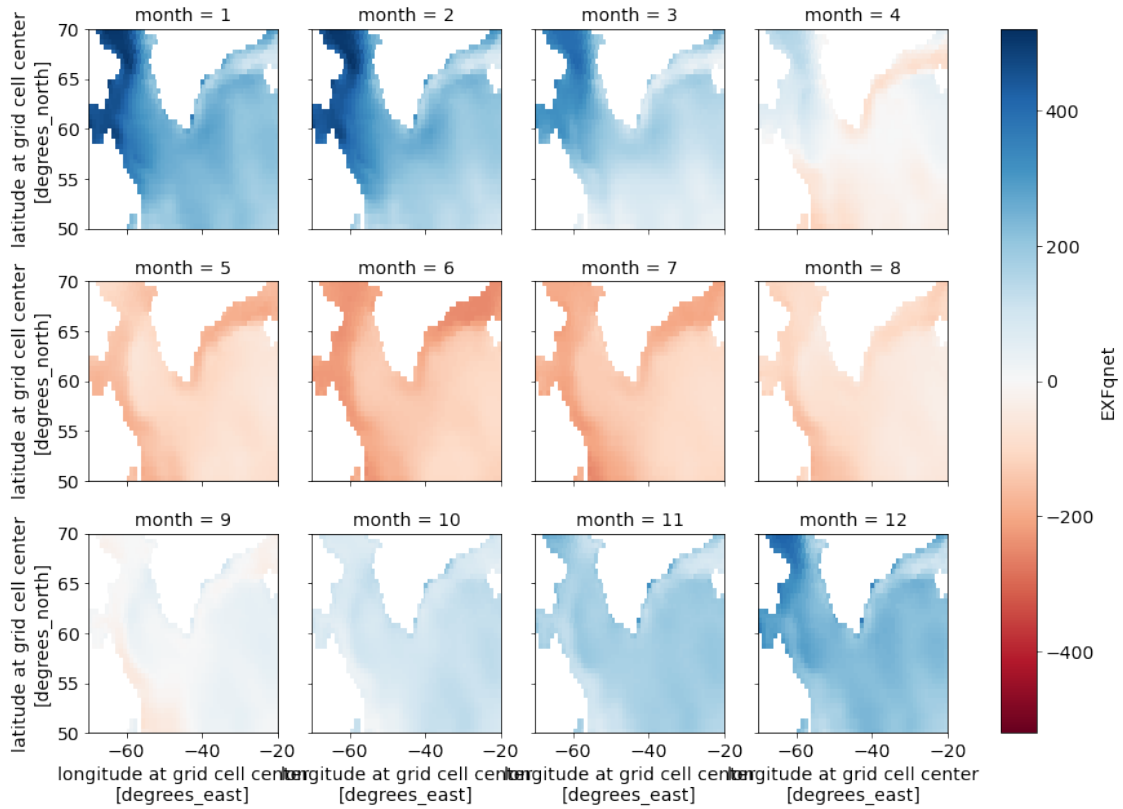 month = 1
month = 2
month = 3
month = 4
70
65
60
55
50
latitude at grid cell center
[degrees_north]
month = 5
month = 6
month = 7
month = 8
70
65
60
55
50
latitude at grid cell center
[degrees_north]
month = 9
month = 10
month = 11
month = 12
70
65
60
55
50
latitude at grid cell center
[degrees_north]
−60 −40 −20
−60 −40 −20
−60 −40 −20
−60 −40 −20
longitude at grid cell center
[degrees_east]
longitude at grid cell center
[degrees_east]
longitude at grid cell center
[degrees_east]
longitude at grid cell center
[degrees_east]
400
200
0
−200
−400
EXFqnet